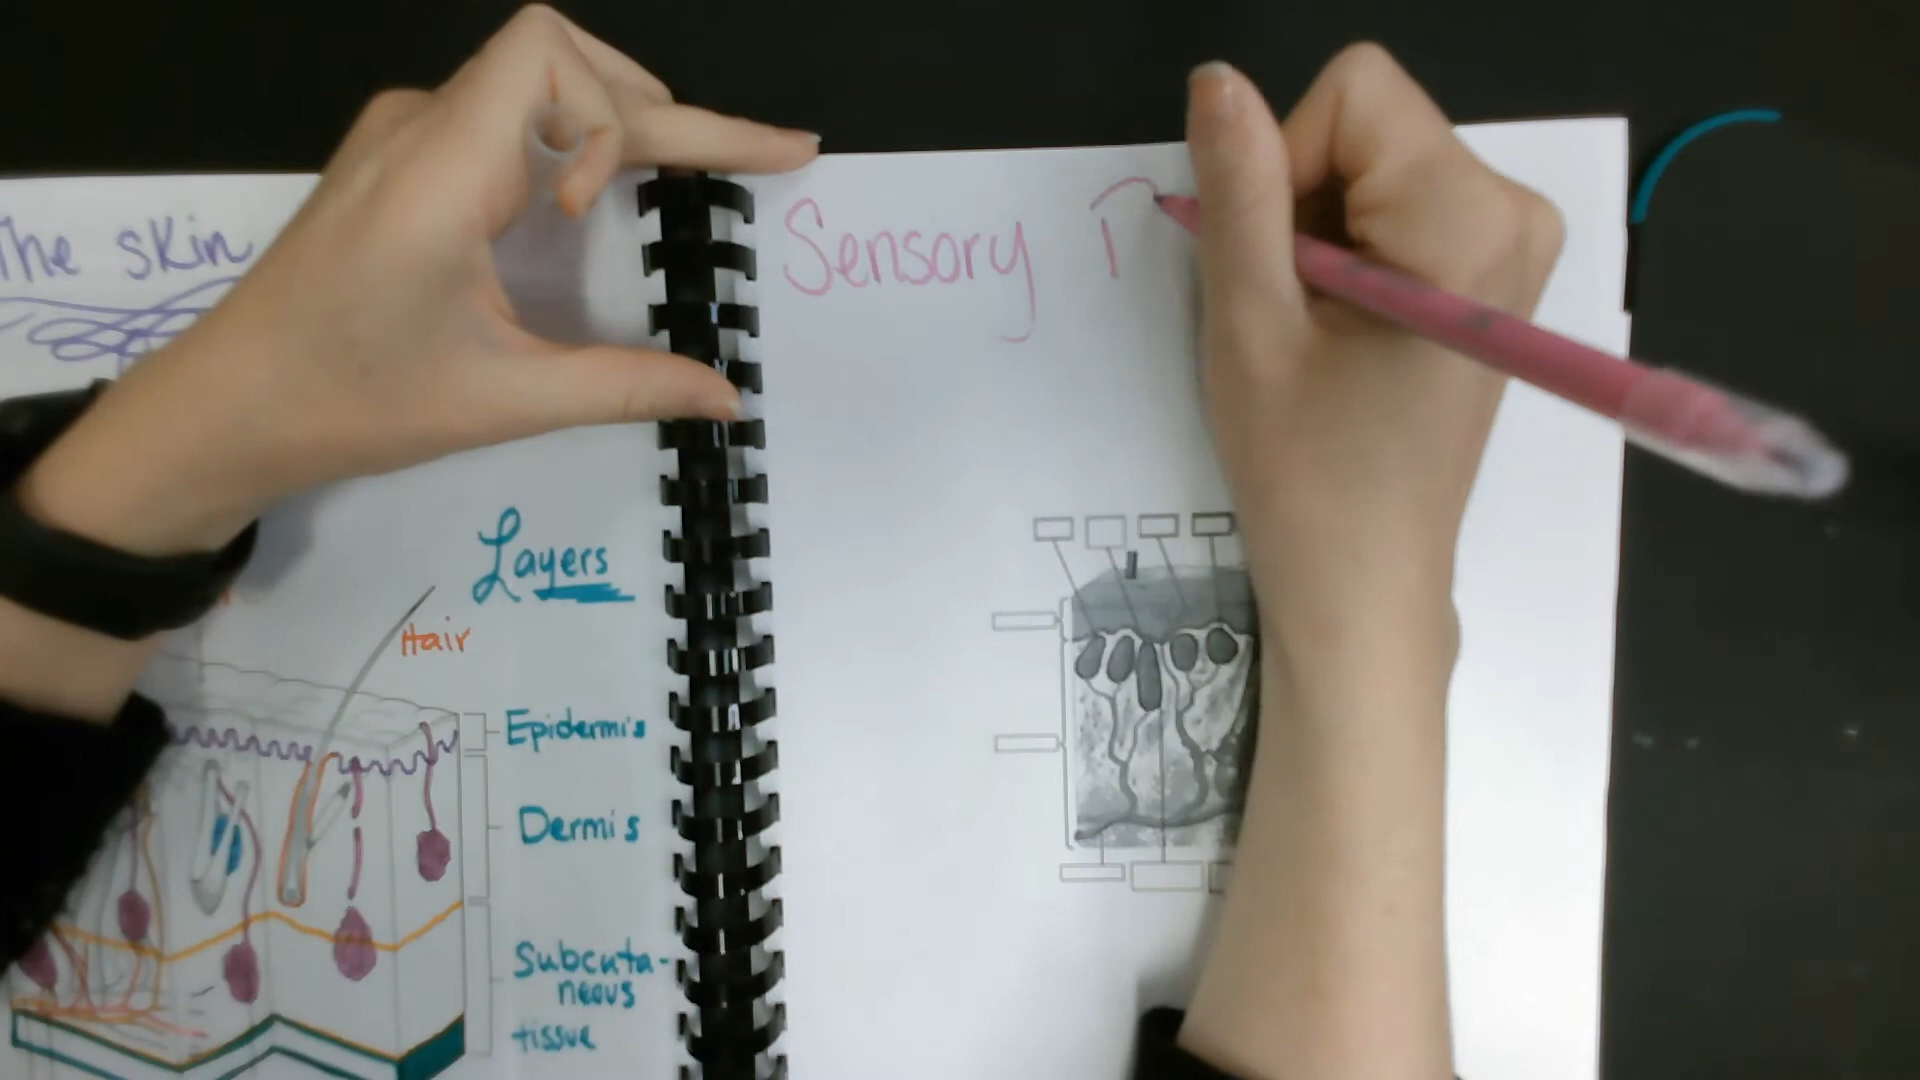 The skin
Layers
Hair
Epidermis
Dermis
Subcuta-
neous
tissue
Sensory